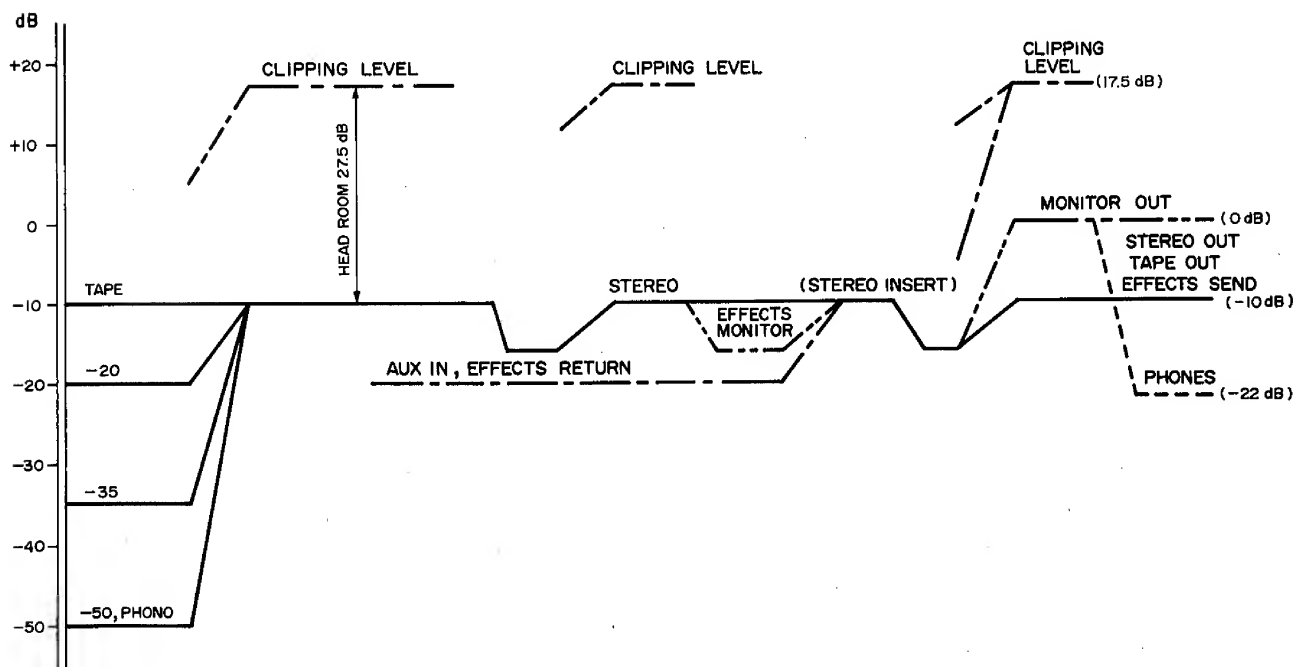 dB
+20
+10
0
-10
-20
-30
-40
-50
CLIPPING LEVEL
HEAD ROOM 27.5 dB
CLIPPING LEVEL
CLIPPING
LEVEL
(17.5 dB)
MONITOR OUT
(0 dB)
STEREO OUT
TAPE OUT
EFFECTS SEND
(-10 dB)
TAPE
STEREO
(STEREO INSERT)
EFFECTS
MONITOR
AUX IN, EFFECTS RETURN
PHONES
(-22 dB)
-20
-35
-50, PHONO